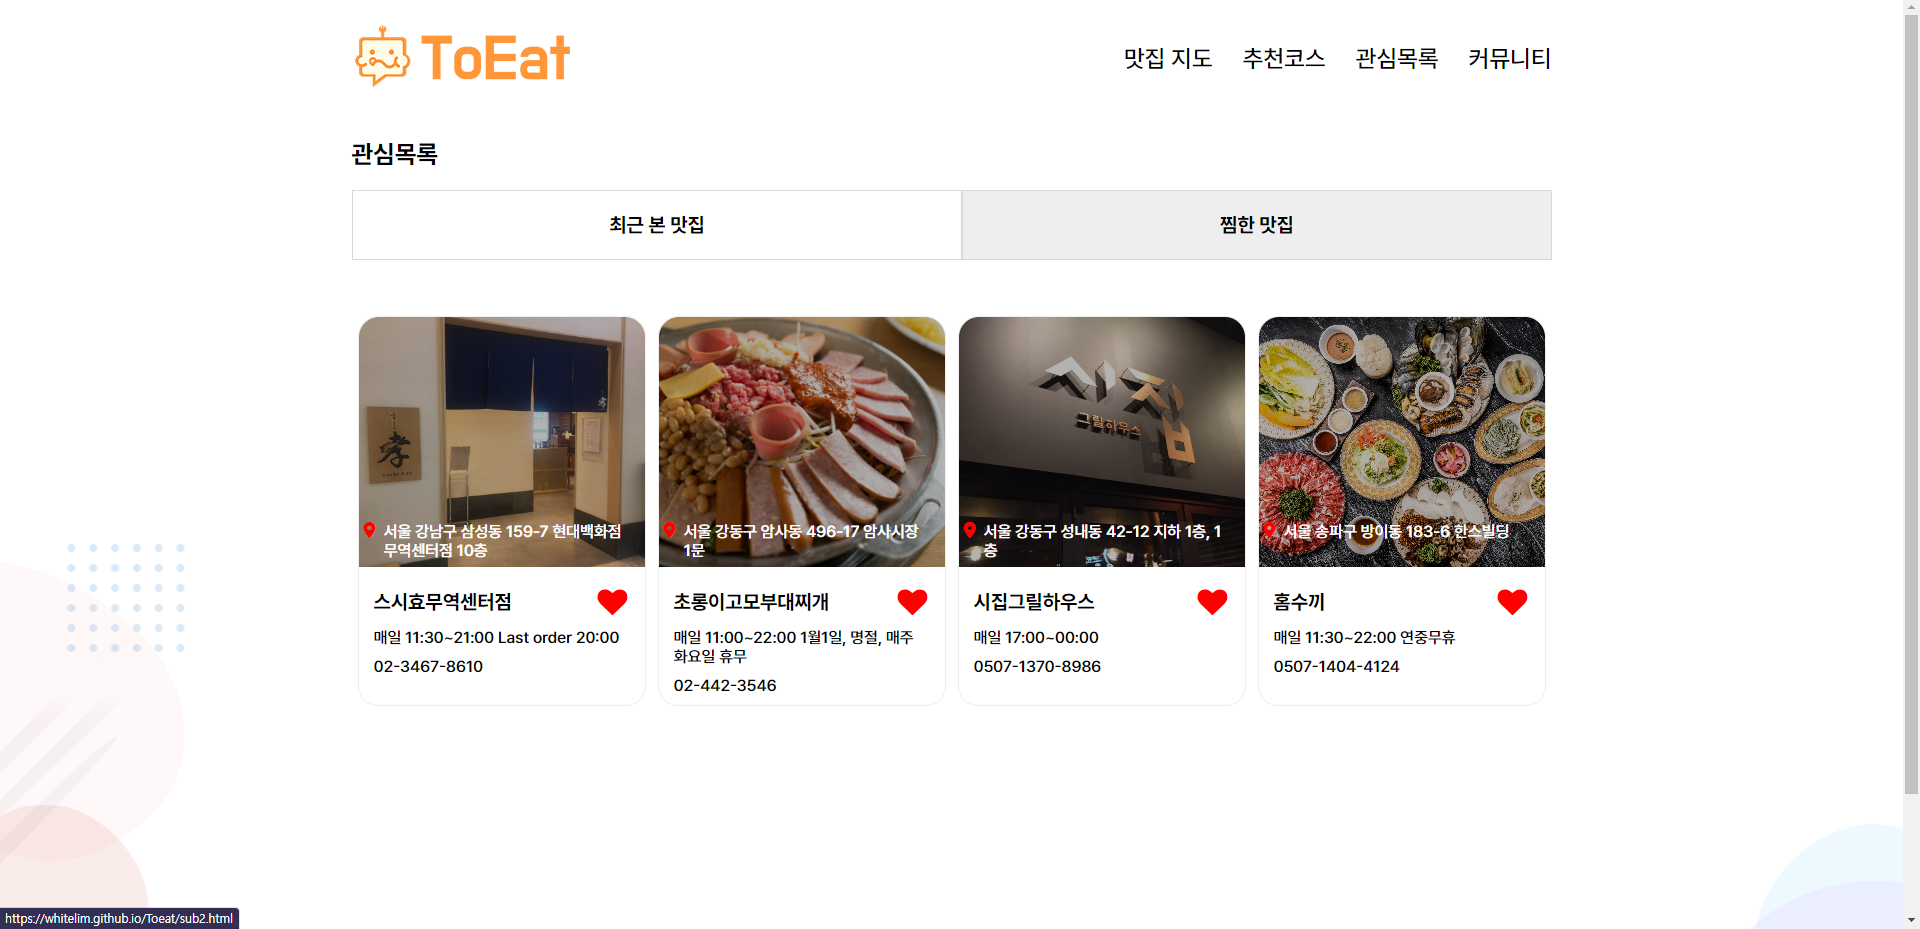 ToEat
맛집 지도
추천코스
관심목록
커뮤니티
관심목록
최근 본 맛집
찜한 맛집
孝
서울 강남구 삼성동 159-7 현대백화점
무역센터점 10층
스시효무역센터점
매일 11:30~21:00 Last order 20:00
02-3467-8610
서울 강동구 암사동 496-17 암사시장
1문
초롱이고모부대찌개
매일 11:00~22:00 1월1일, 명절, 매주
화요일 휴무
02-442-3546
시집
그릴하우스
서울 강동구 성내동 42-12 지하 1층, 1
층
시집그릴하우스
매일 17:00~00:00
0507-1370-8986
서울 송파구 방이동 183-6 한스빌딩
홈수끼
매일 11:30~22:00 연중무휴
0507-1404-4124
https://whitelim.github.io/Toeat/sub2.html